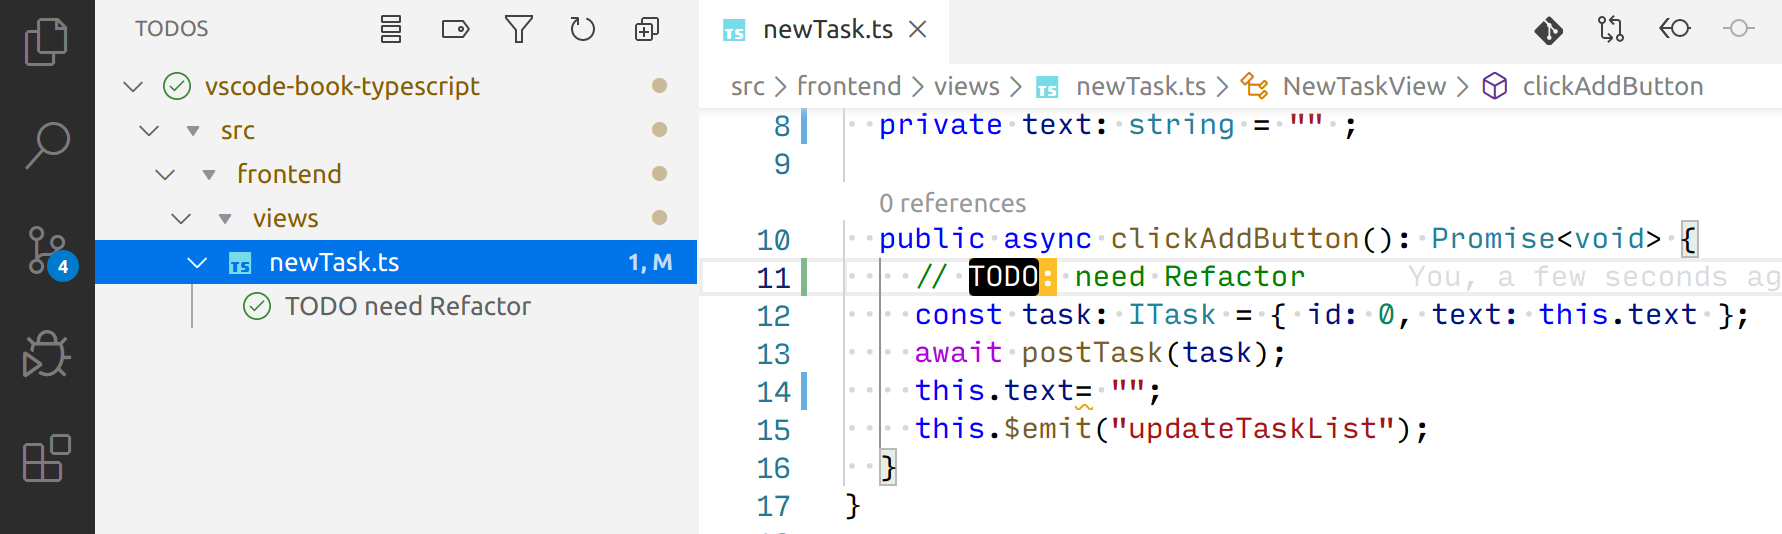 TODOS
vscode-book-typescript
src
frontend
views
TS newTask.ts 1, M
TODO need Refactor
4
TS newTask.ts
src > frontend > views > TS newTask.ts > NewTaskView > clickAddButton
8 private text: string = "" ;
9
0 references
10 public async clickAddButton(): Promise<void> {
11 // TODO: need Refactor You, a few seconds ag
12 const task: ITask = { id: 0, text: this.text };
13 await postTask(task);
14 this.text= "";
15 this.$emit("updateTaskList");
16 }
17 }